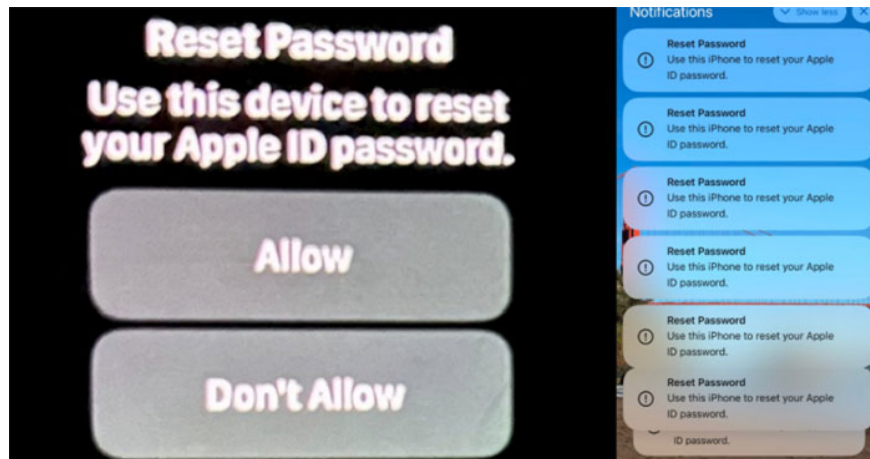 Reset Password
Use this device to reset
your Apple ID password.
Allow
Don't Allow
Notifications
Show less
Reset Password
Use this iPhone to reset your Apple
ID password.
Reset Password
Use this iPhone to reset your Apple
ID password.
Reset Password
Use this iPhone to reset your Apple
ID password.
Reset Password
Use this iPhone to reset your Apple
ID password.
Reset Password
Use this iPhone to reset your Apple
ID password.
Reset Password
Use this iPhone to reset your Apple
ID password.
ID password.